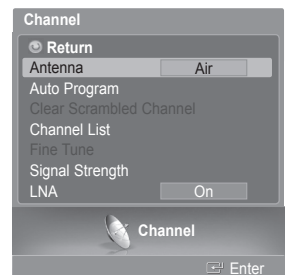 Channel
Return
Antenna Air
Auto Program
Clear Scrambled Channel
Channel List
Fine Tune
Signal Strength
LNA On
Channel
Enter